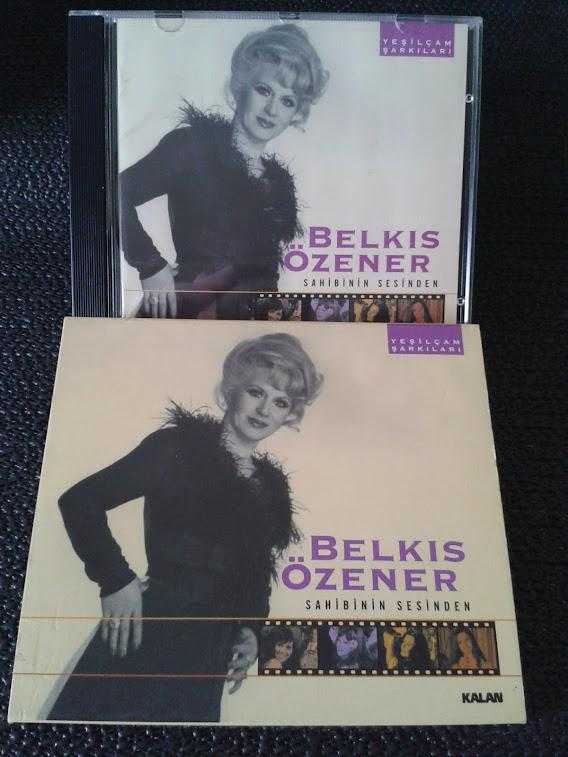 YEŞİLÇAM
ŞARKILARI
BELKIS
ÖZENER
SAHİBİNİN SESİNDEN
YEŞİLÇAM
ŞARKILARI
BELKIS
ÖZENER
SAHİBİNİN SESİNDEN
KALAN